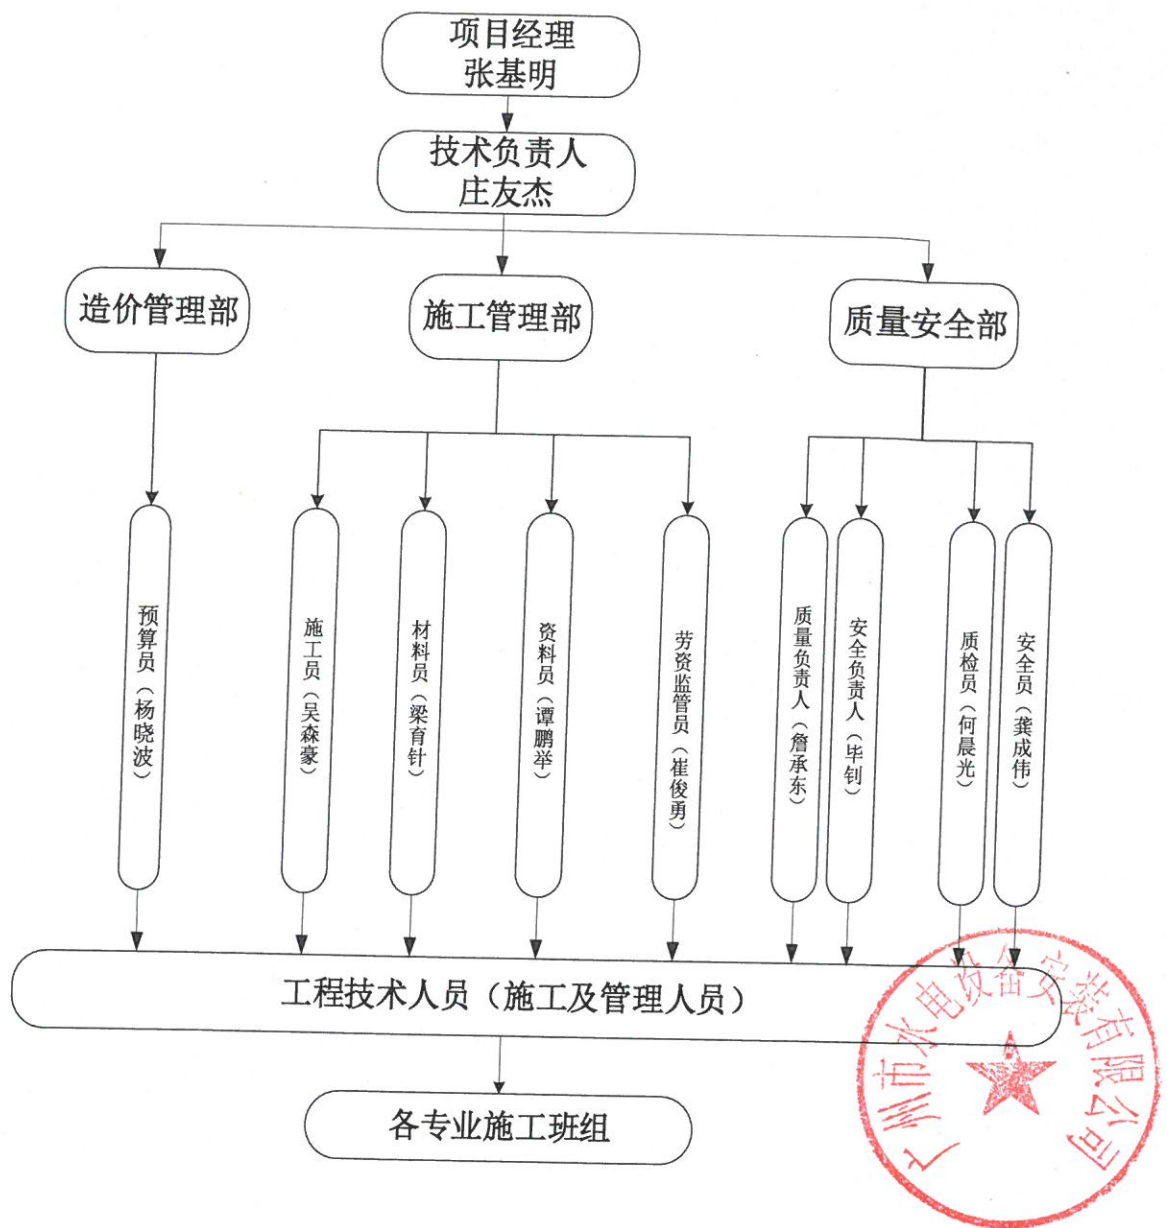 项目经理
张基明
技术负责人
庄友杰
造价管理部
施工管理部
质量安全部
预算员（杨晓波）
施工员（吴森豪）
材料员（梁育针）
资料员（谭鹏举）
劳资监管员（崔俊勇）
质量负责人（詹承东）
安全负责人（毕钊）
质检员（何晨光）
安全员（龚成伟）
工程技术人员（施工及管理人员）
各专业施工班组
广州市水电设备安装有限公司